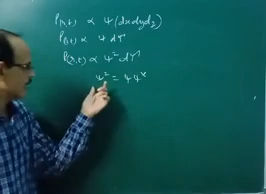 P(x,t) ∝ Ψ (dxdydz)
P(x,t) ∝ Ψ dτ
P(x,t) ∝ Ψ² dτ
Ψ² = ΨΨ*